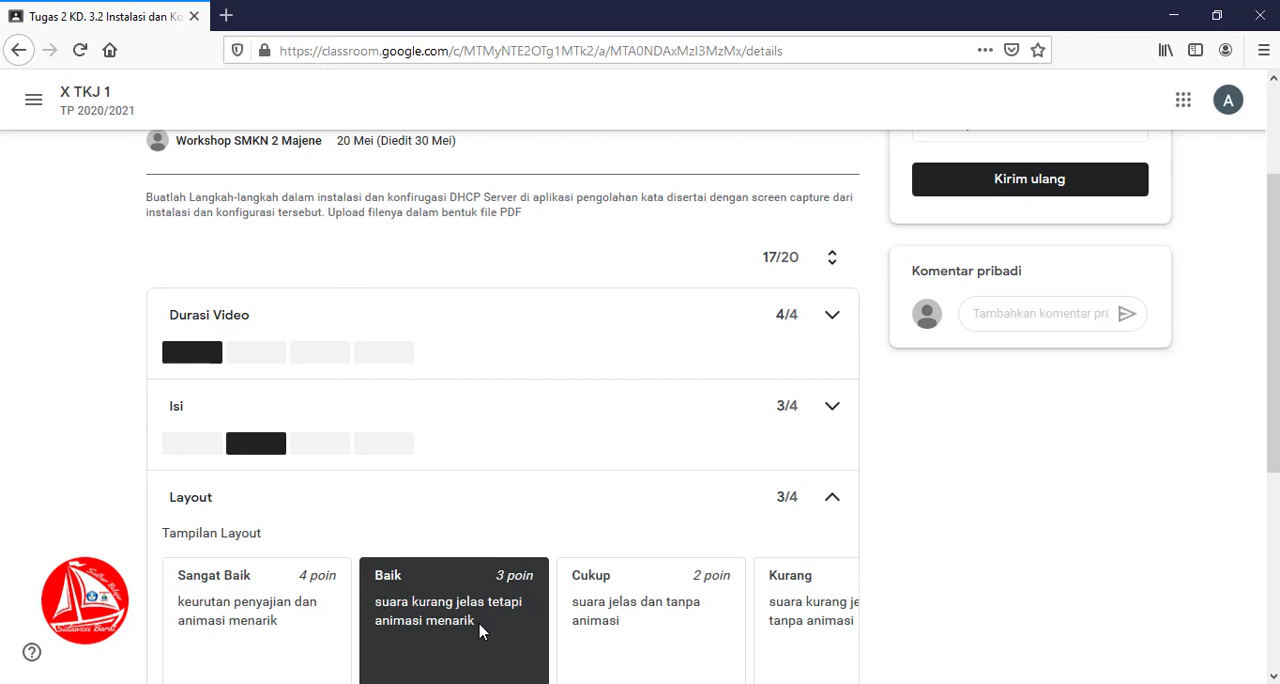 Tugas 2 KD. 3.2 Instalasi dan Ko
https://classroom.google.com/c/MTMyNTE2OTg1MTk2/a/MTA0NDAxMzI3MzMx/details
X TKJ 1
TP 2020/2021
A
Workshop SMKN 2 Majene 20 Mei (Diedit 30 Mei)
Buatlah Langkah-langkah dalam instalasi dan konfirugasi DHCP Server di aplikasi pengolahan kata disertai dengan screen capture dari
instalasi dan konfigurasi tersebut. Upload filenya dalam bentuk file PDF
Kirim ulang
17/20
Komentar pribadi
Tambahkan komentar pri
Durasi Video 4/4
Isi 3/4
Layout 3/4
Tampilan Layout
Sangat Baik 4 poin
keurutan penyajian dan
animasi menarik
Baik 3 poin
suara kurang jelas tetapi
animasi menarik
Cukup 2 poin
suara jelas dan tanpa
animasi
Kurang
suara kurang je
tanpa animasi
Sulawesi Barat